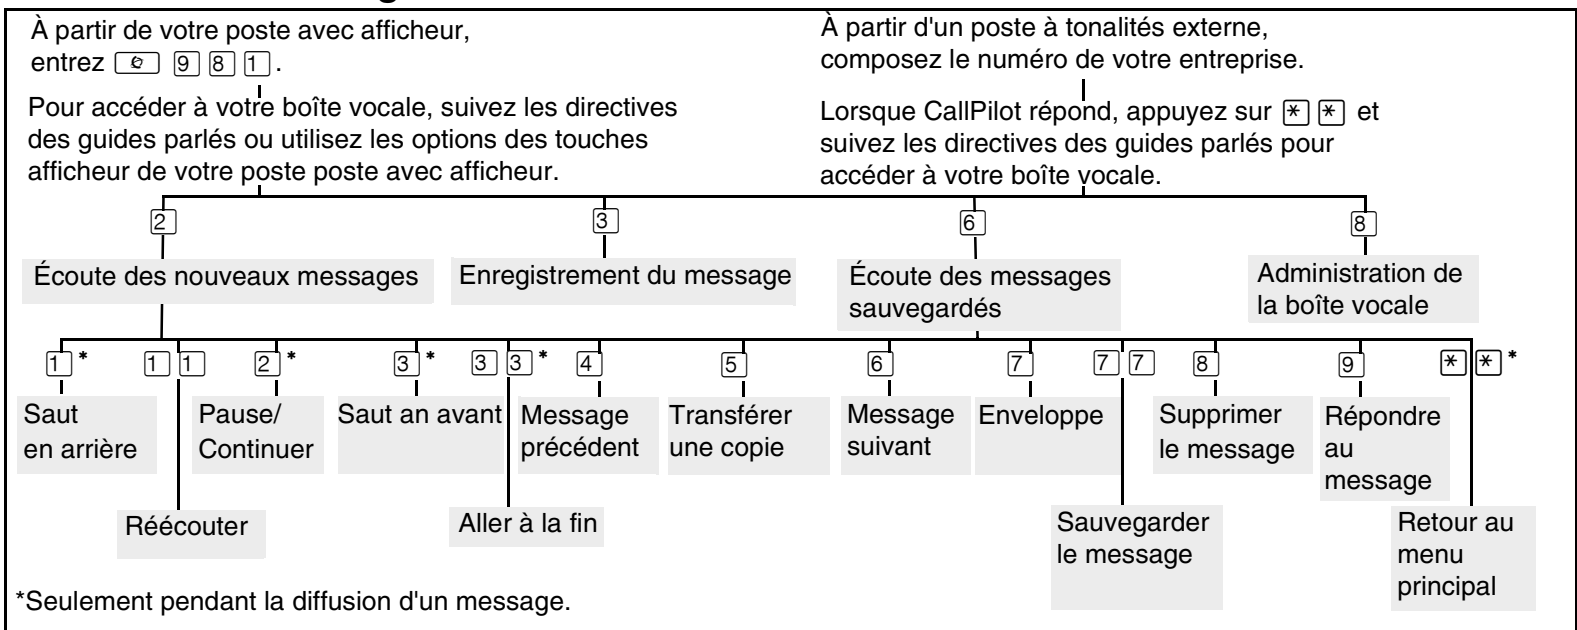 À partir de votre poste avec afficheur,
entrez 9 8 1.
Pour accéder à votre boîte vocale, suivez les directives
des guides parlés ou utilisez les options des touches
afficheur de votre poste poste avec afficheur.
À partir d'un poste à tonalités externe,
composez le numéro de votre entreprise.
Lorsque CallPilot répond, appuyez sur * * et
suivez les directives des guides parlés pour
accéder à votre boîte vocale.
2
3
6
8
Écoute des nouveaux messages
Enregistrement du message
Écoute des messages
sauvegardés
Administration de
la boîte vocale
1* 1 1 2* 3* 3 3* 4 5 6 7 7 7 8 9 * **
Saut
en arrière
Pause/
Continuer
Saut an avant
Message
précédent
Transférer
une copie
Message
suivant
Enveloppe
Supprimer
le message
Répondre
au
message
Réécouter
Aller à la fin
Sauvegarder
le message
Retour au
menu
principal
*Seulement pendant la diffusion d'un message.